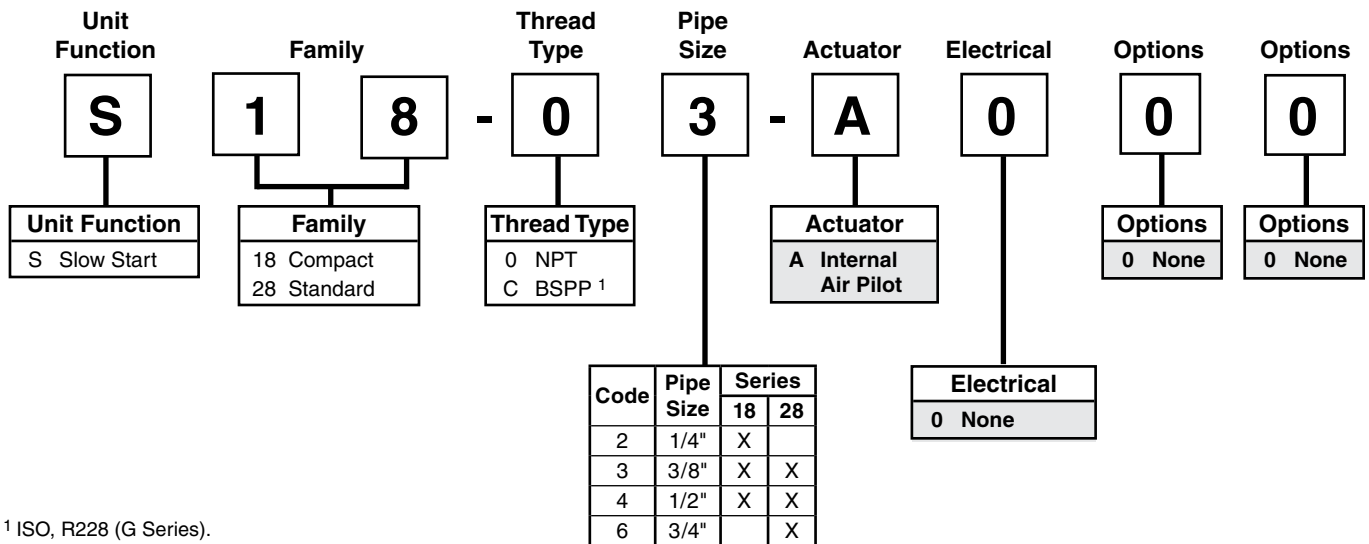 Unit Function Family Thread Type Pipe Size Actuator Electrical Options Options
S 1 8 - 0 3 - A 0 0 0
Unit Function
S Slow Start
Family
18 Compact
28 Standard
Thread Type
0 NPT
C BSPP 1
Actuator
A Internal
Air Pilot
Options
0 None
Options
0 None
Code Pipe Size Series
18 28
2 1/4" X
3 3/8" X X
4 1/2" X X
6 3/4" X
Electrical
0 None
1 ISO, R228 (G Series).